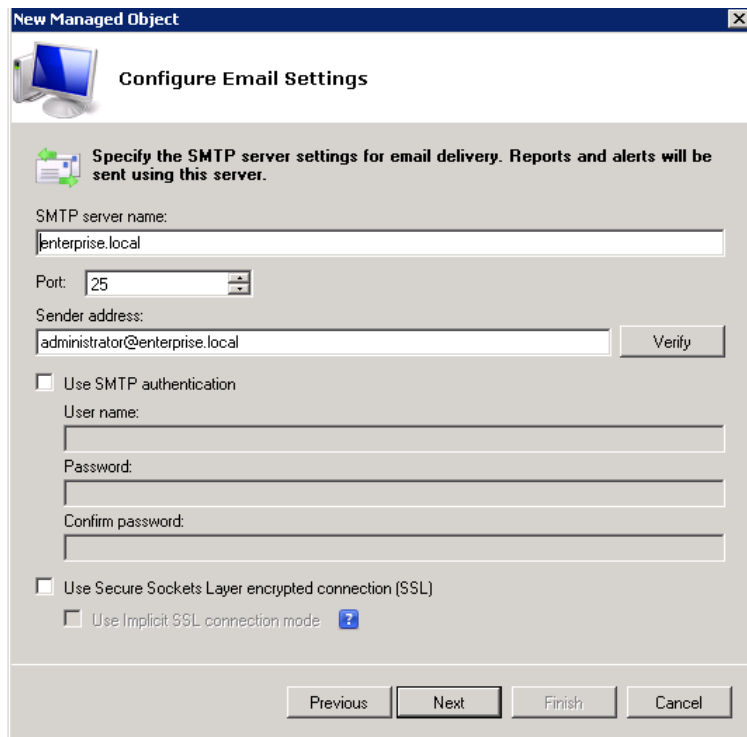 New Managed Object
Configure Email Settings
Specify the SMTP server settings for email delivery. Reports and alerts will be
sent using this server.
SMTP server name:
enterprise.local
Port: 25
Sender address:
administrator@enterprise.local Verify
Use SMTP authentication
User name:
Password:
Confirm password:
Use Secure Sockets Layer encrypted connection (SSL)
Use Implicit SSL connection mode ?
Previous Next Finish Cancel